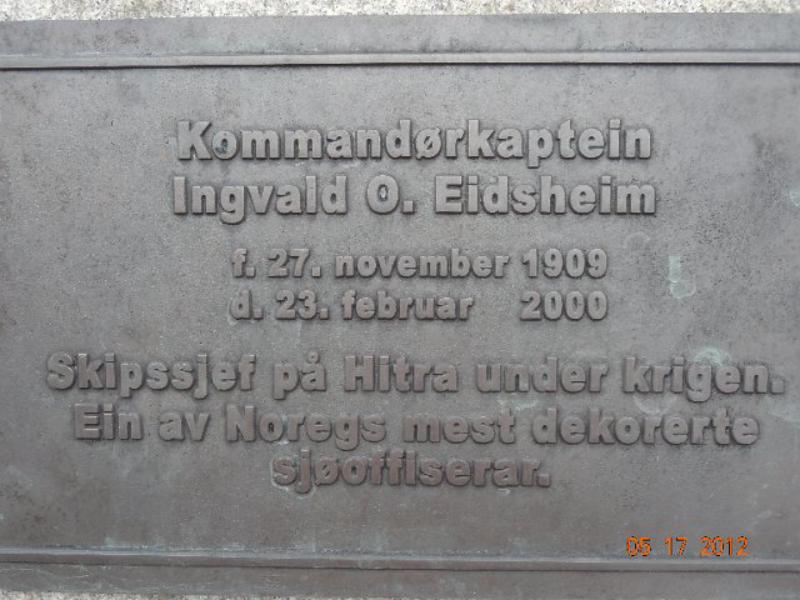 Kommandørkaptein
Ingvald O. Eidsheim
f. 27. november 1909
d. 23. februar 2000
Skipssjef på Hitra under krigen.
Ein av Noregs mest dekorerte
sjøoffiserar.
05 17 2012